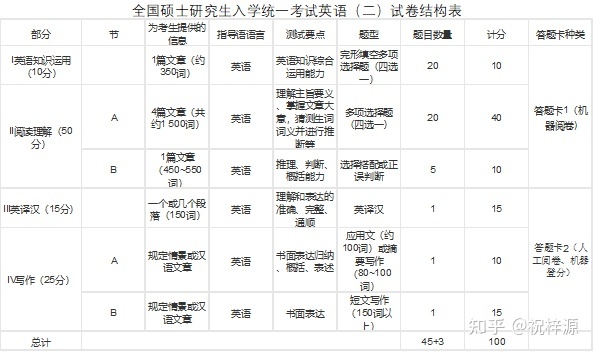 全国硕士研究生入学统一考试英语（二）试卷结构表
部分 节 为考生提供的信息 指导语语言 测试要点 题型 题目数量 计分 答题卡种类
I英语知识运用（10分） 1篇文章（约350词） 英语 英语知识综合运用能力 完形填空多项选择题（四选一） 20 10 答题卡1（机器阅卷）
II阅读理解（50分） A 4篇文章（共约1 500词） 英语 理解主旨要义、掌握文章大意，猜测生词词义并进行推断等 多项选择题（四选一） 20 40
B 1篇文章（450~550词） 英语 推理、判断、概括能力 选择搭配或正误判断 5 10
III英译汉（15分） 一个或几个段落（150词） 英语 理解和表达的准确、完整、通顺 英译汉 1 15 答题卡2（人工阅卷、机器登分）
IV写作（25分） A 规定情景或汉语文章 英语 书面表达归纳、概括、表述 应用文（约100词）或摘要写作（80~100词） 1 10
B 规定情景或汉语文章 英语 书面表达 短文写作（150词以上） 1 15
总计 45+3 100
知乎 @祝梓源